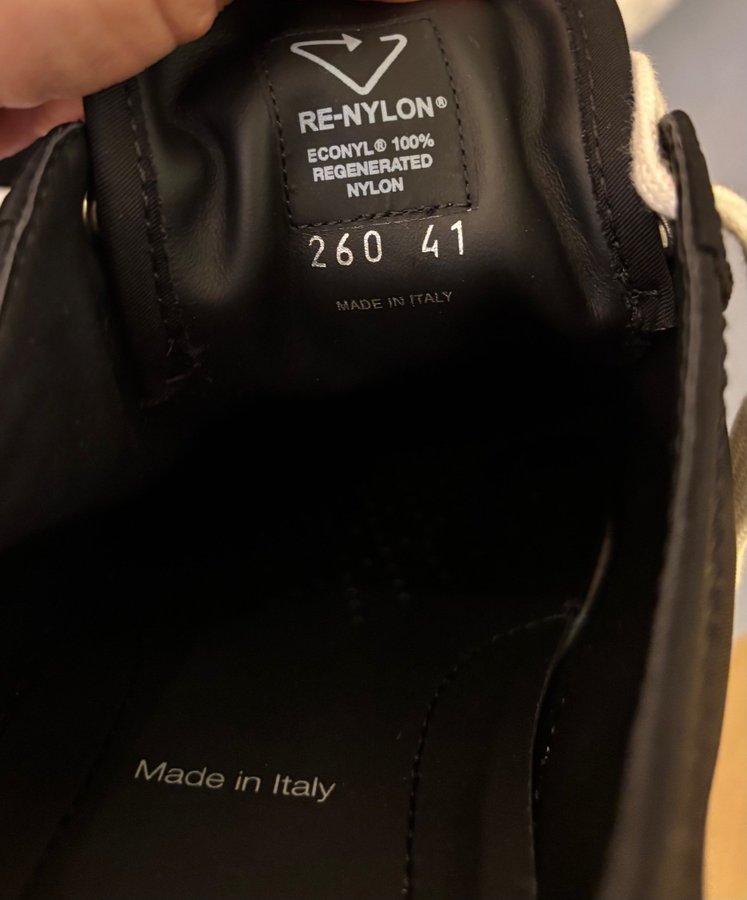 RE-NYLON®
ECONYL® 100%
REGENERATED
NYLON
260 41
MADE IN ITALY
Made in Italy